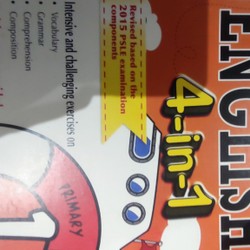 ENGLISH
4-in-1
Revised based on the
2015 PSLE examination
components
Intensive and challenging exercises on
• Vocabulary
• Grammar
• Comprehension
• Composition
PRIMARY
1